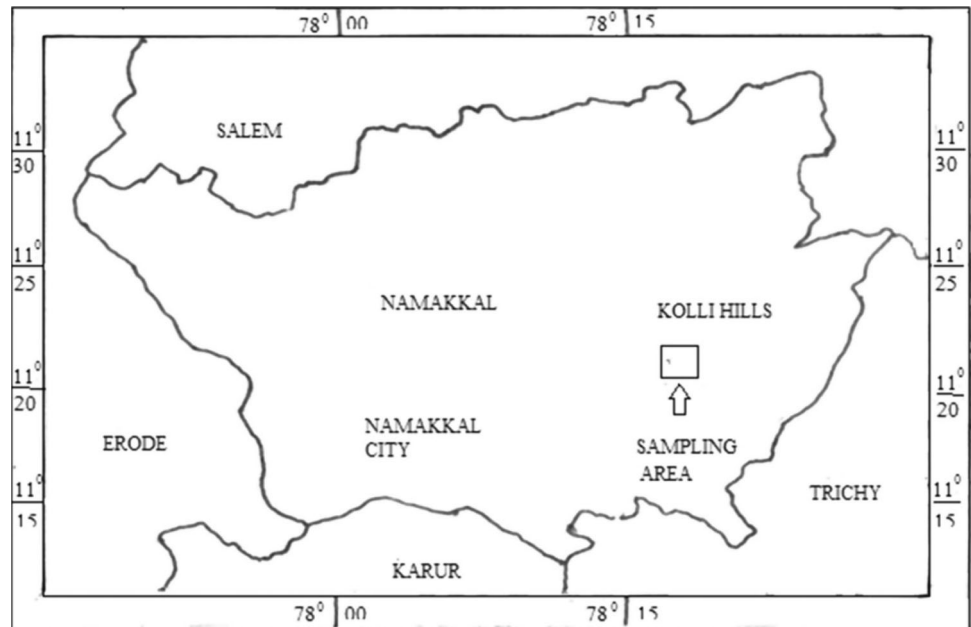 78⁰ 00
78⁰ 15
SALEM
11⁰
30
11⁰
30
11⁰
25
11⁰
25
NAMAKKAL
KOLLI HILLS
11⁰
20
11⁰
20
ERODE
NAMAKKAL
CITY
SAMPLING
AREA
TRICHY
11⁰
15
11⁰
15
KARUR
78⁰ 00
78⁰ 15